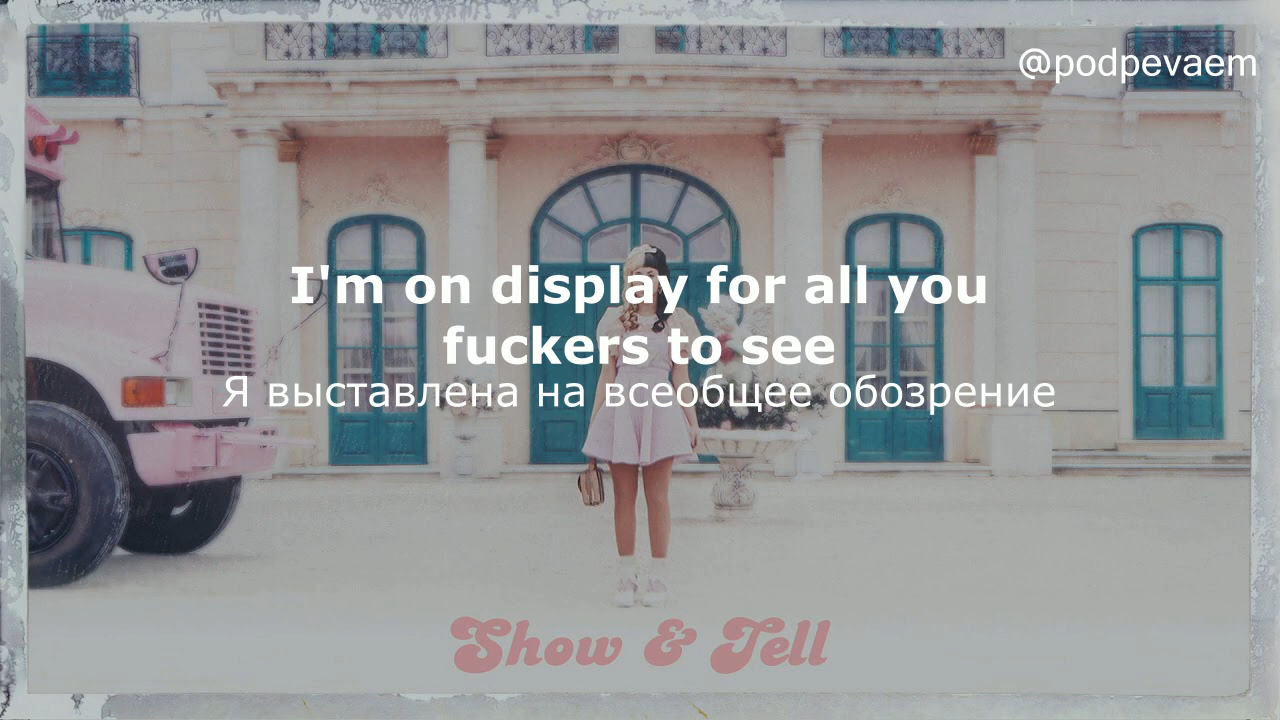 @podpevaem
I'm on display for all you
fuckers to see
Я выставлена на всеобщее обозрение
Show & Tell